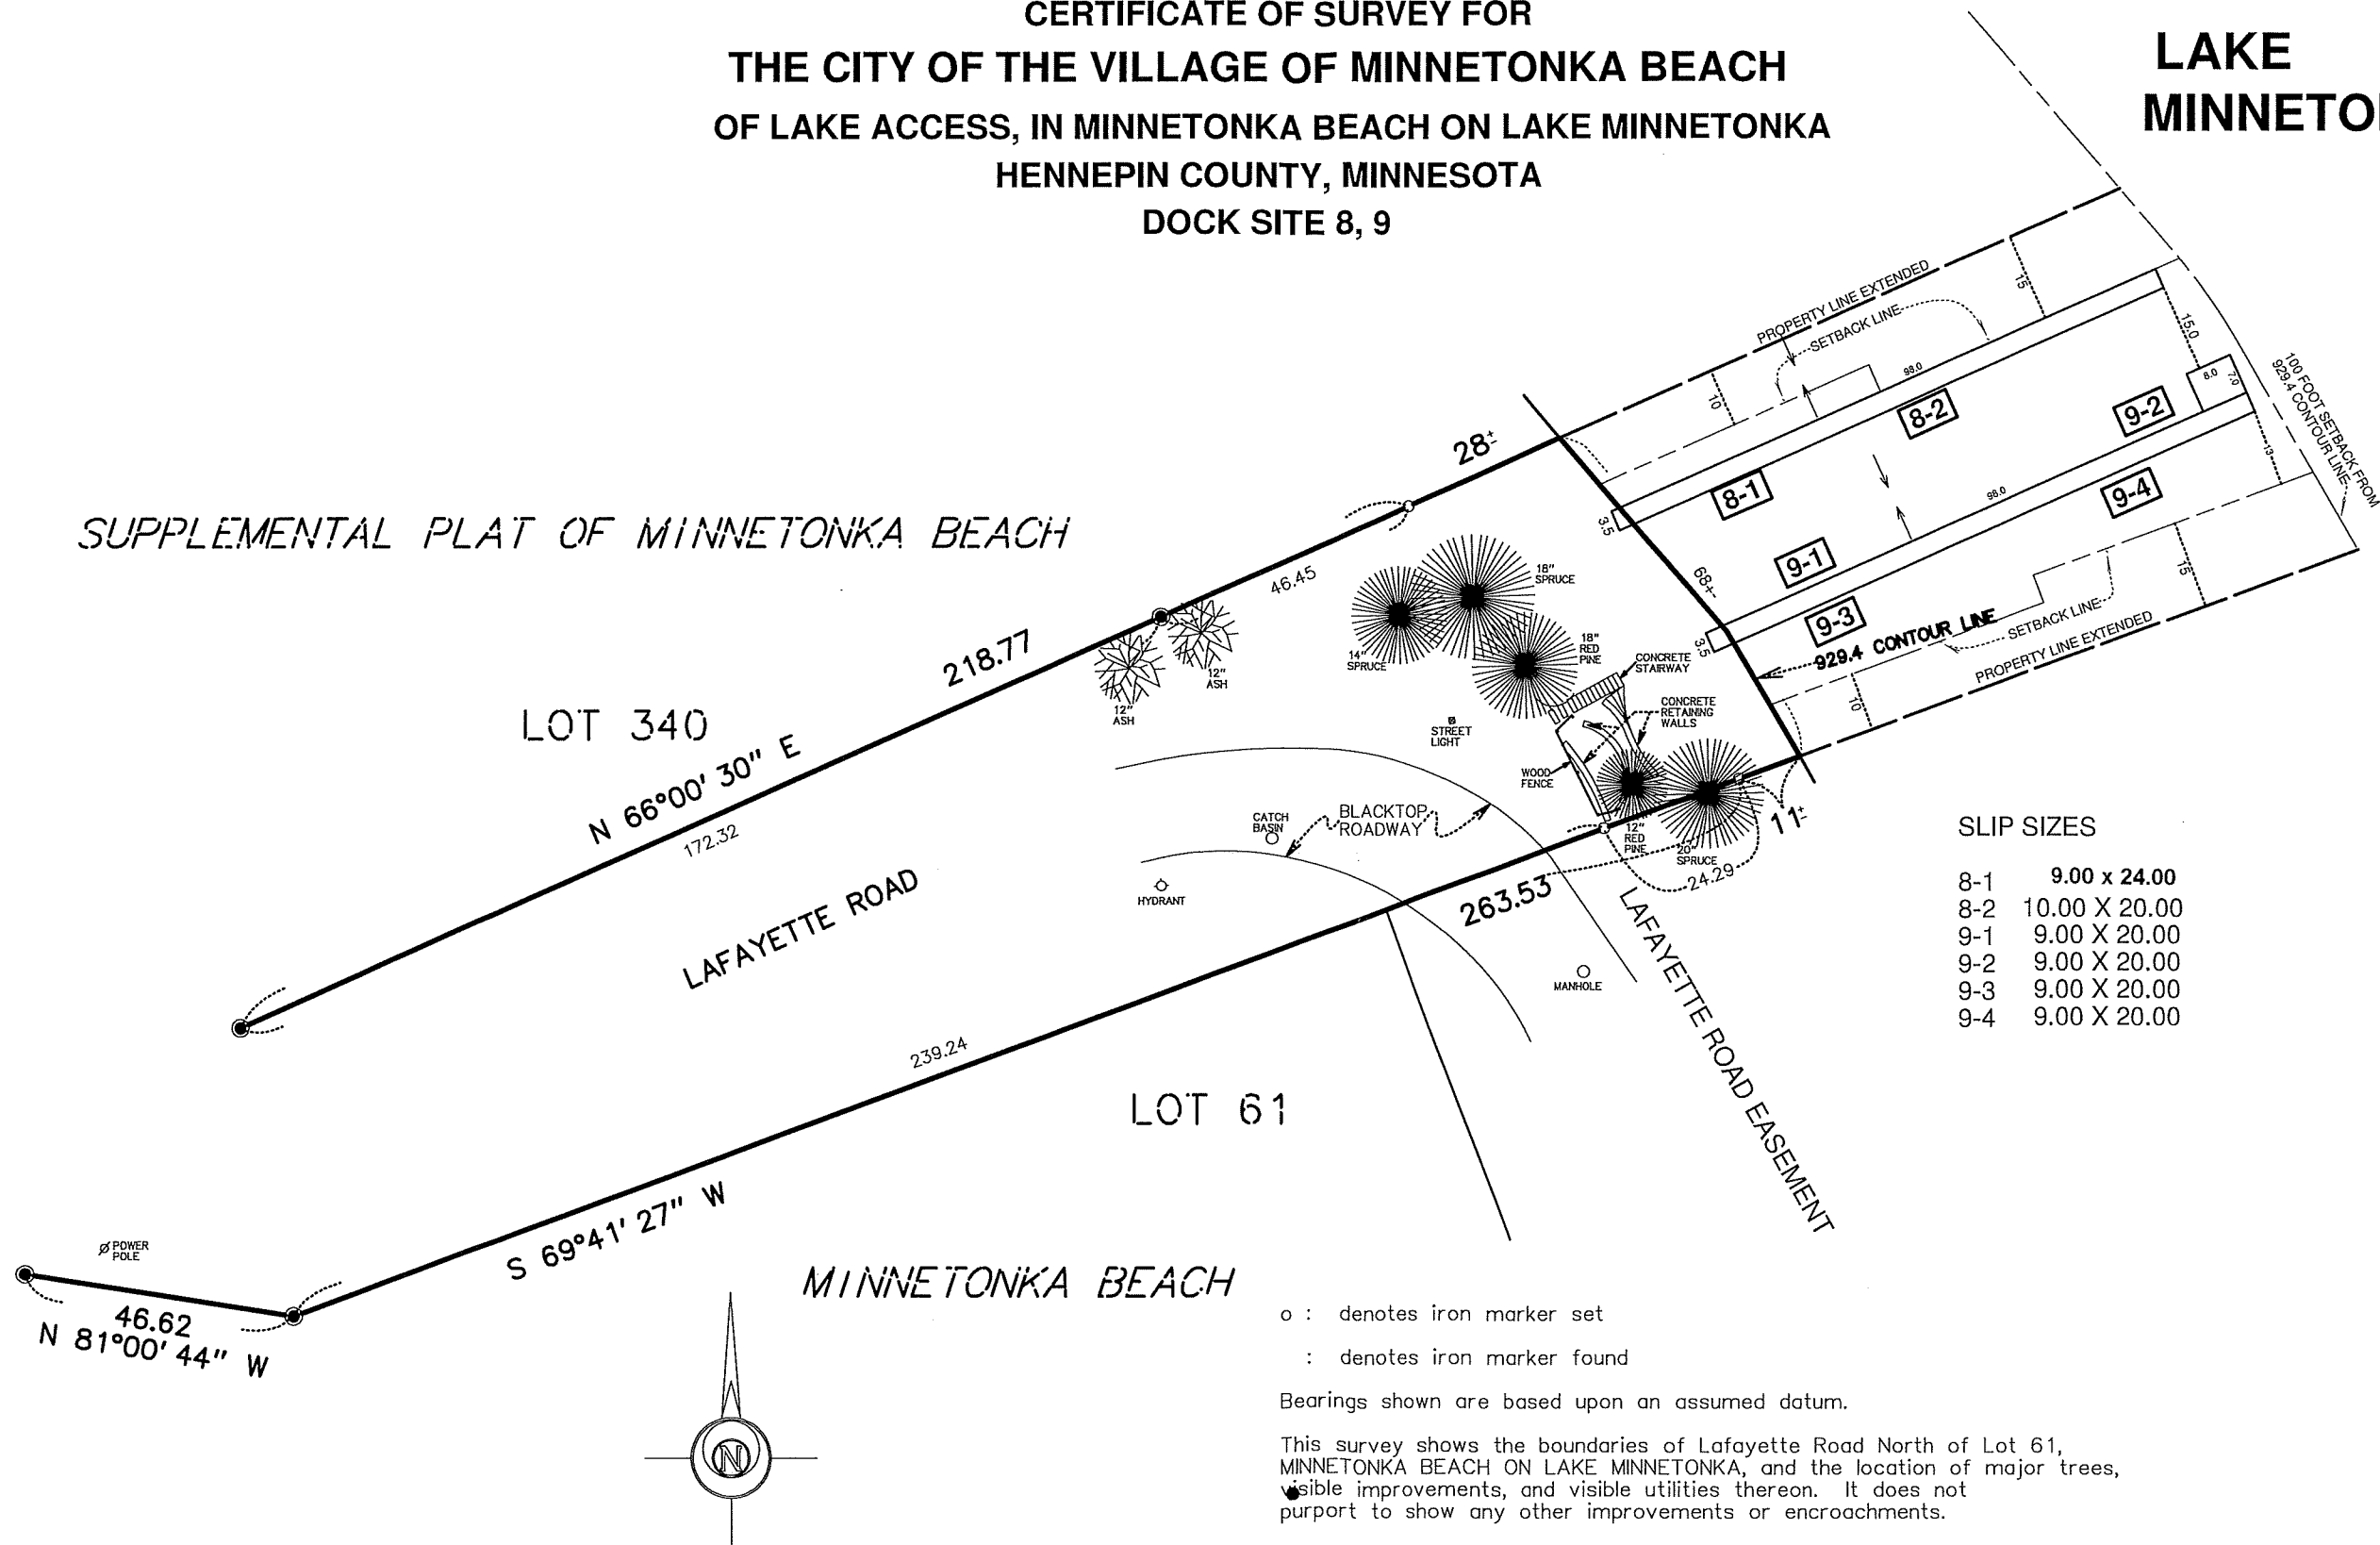 CERTIFICATE OF SURVEY FOR
THE CITY OF THE VILLAGE OF MINNETONKA BEACH
OF LAKE ACCESS, IN MINNETONKA BEACH ON LAKE MINNETONKA
HENNEPIN COUNTY, MINNESOTA
DOCK SITE 8, 9
LAKE
MINNETO
PROPERTY LINE EXTENDED
SETBACK LINE
15
10
98.0
15.0
8.0
7.0
100 FOOT SETBACK FROM
929.4 CONTOUR LINE
8-2
9-2
8-1
9-4
98.0
13
3.5
9-1
9-3
68+-
3.5
929.4 CONTOUR LINE
SETBACK LINE
15
PROPERTY LINE EXTENDED
10
28±
46.45
218.77
SUPPLEMENTAL PLAT OF MINNETONKA BEACH
LOT 340
N 66°00' 30" E
172.32
18"
SPRUCE
14"
SPRUCE
18"
RED
PINE
12"
ASH
12"
ASH
CONCRETE
STAIRWAY
CONCRETE
RETAINING
WALLS
STREET
LIGHT
WOOD
FENCE
CATCH
BASIN
BLACKTOP
ROADWAY
HYDRANT
12"
RED
PINE
20"
SPRUCE
11±
24.29
263.53
LAFAYETTE ROAD
MANHOLE
LAFAYETTE ROAD EASEMENT
SLIP SIZES
8-1 9.00 x 24.00
8-2 10.00 X 20.00
9-1 9.00 X 20.00
9-2 9.00 X 20.00
9-3 9.00 X 20.00
9-4 9.00 X 20.00
239.24
LOT 61
S 69°41' 27" W
MINNETONKA BEACH
POWER
POLE
46.62
N 81°00' 44" W
N
o : denotes iron marker set
: denotes iron marker found
Bearings shown are based upon an assumed datum.
This survey shows the boundaries of Lafayette Road North of Lot 61,
MINNETONKA BEACH ON LAKE MINNETONKA, and the location of major trees,
visible improvements, and visible utilities thereon. It does not
purport to show any other improvements or encroachments.